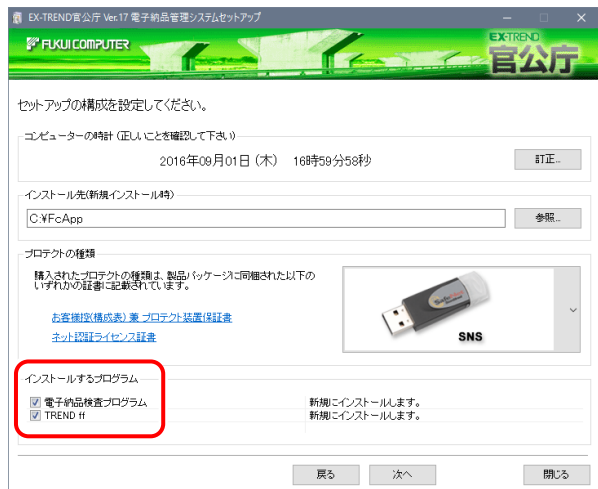 EX-TREND官公庁 Ver.17 電子納品管理システムセットアップ
FUKUI COMPUTER
EX-TREND
官公庁
セットアップの構成を設定してください。
コンピューターの時計 (正しいことを確認して下さい)
2016年09月01日 (木) 16時59分58秒
訂正...
インストール先(新規インストール時)
C:¥FcApp
参照...
プロテクトの種類
購入されたプロテクトの種類は、製品パッケージに同梱された以下の
いずれかの証書に記載されています。
お客様控(構成表) 兼 プロテクト装置保証書
ネット認証ライセンス証書
SNS
インストールするプログラム
電子納品検査プログラム 新規にインストールします。
TREND ff 新規にインストールします。
戻る 次へ 閉じる